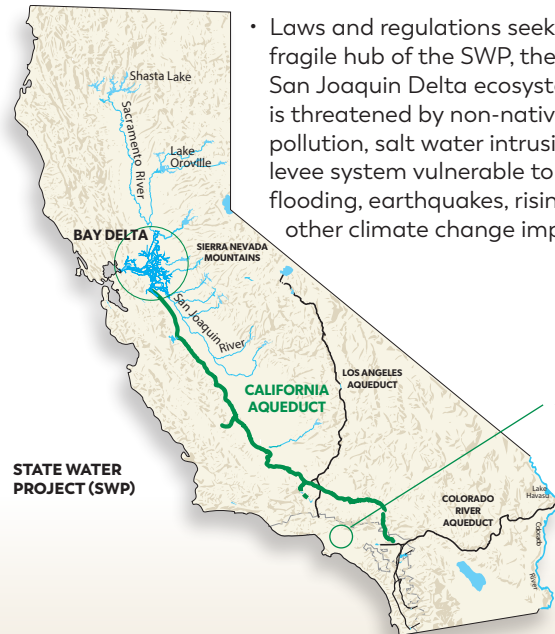 • Laws and regulations seek
fragile hub of the SWP, the
San Joaquin Delta ecosyste
is threatened by non-nativ
pollution, salt water intrusi
levee system vulnerable to
flooding, earthquakes, risin
other climate change imp
Shasta Lake
Sacramento River
Lake
Oroville
BAY DELTA
SIERRA NEVADA
MOUNTAINS
San Joaquin
River
LOS ANGELES
AQUEDUCT
CALIFORNIA
AQUEDUCT
STATE WATER
PROJECT (SWP)
COLORADO
RIVER
AQUEDUCT
Lake
Havasu
Colorado
River